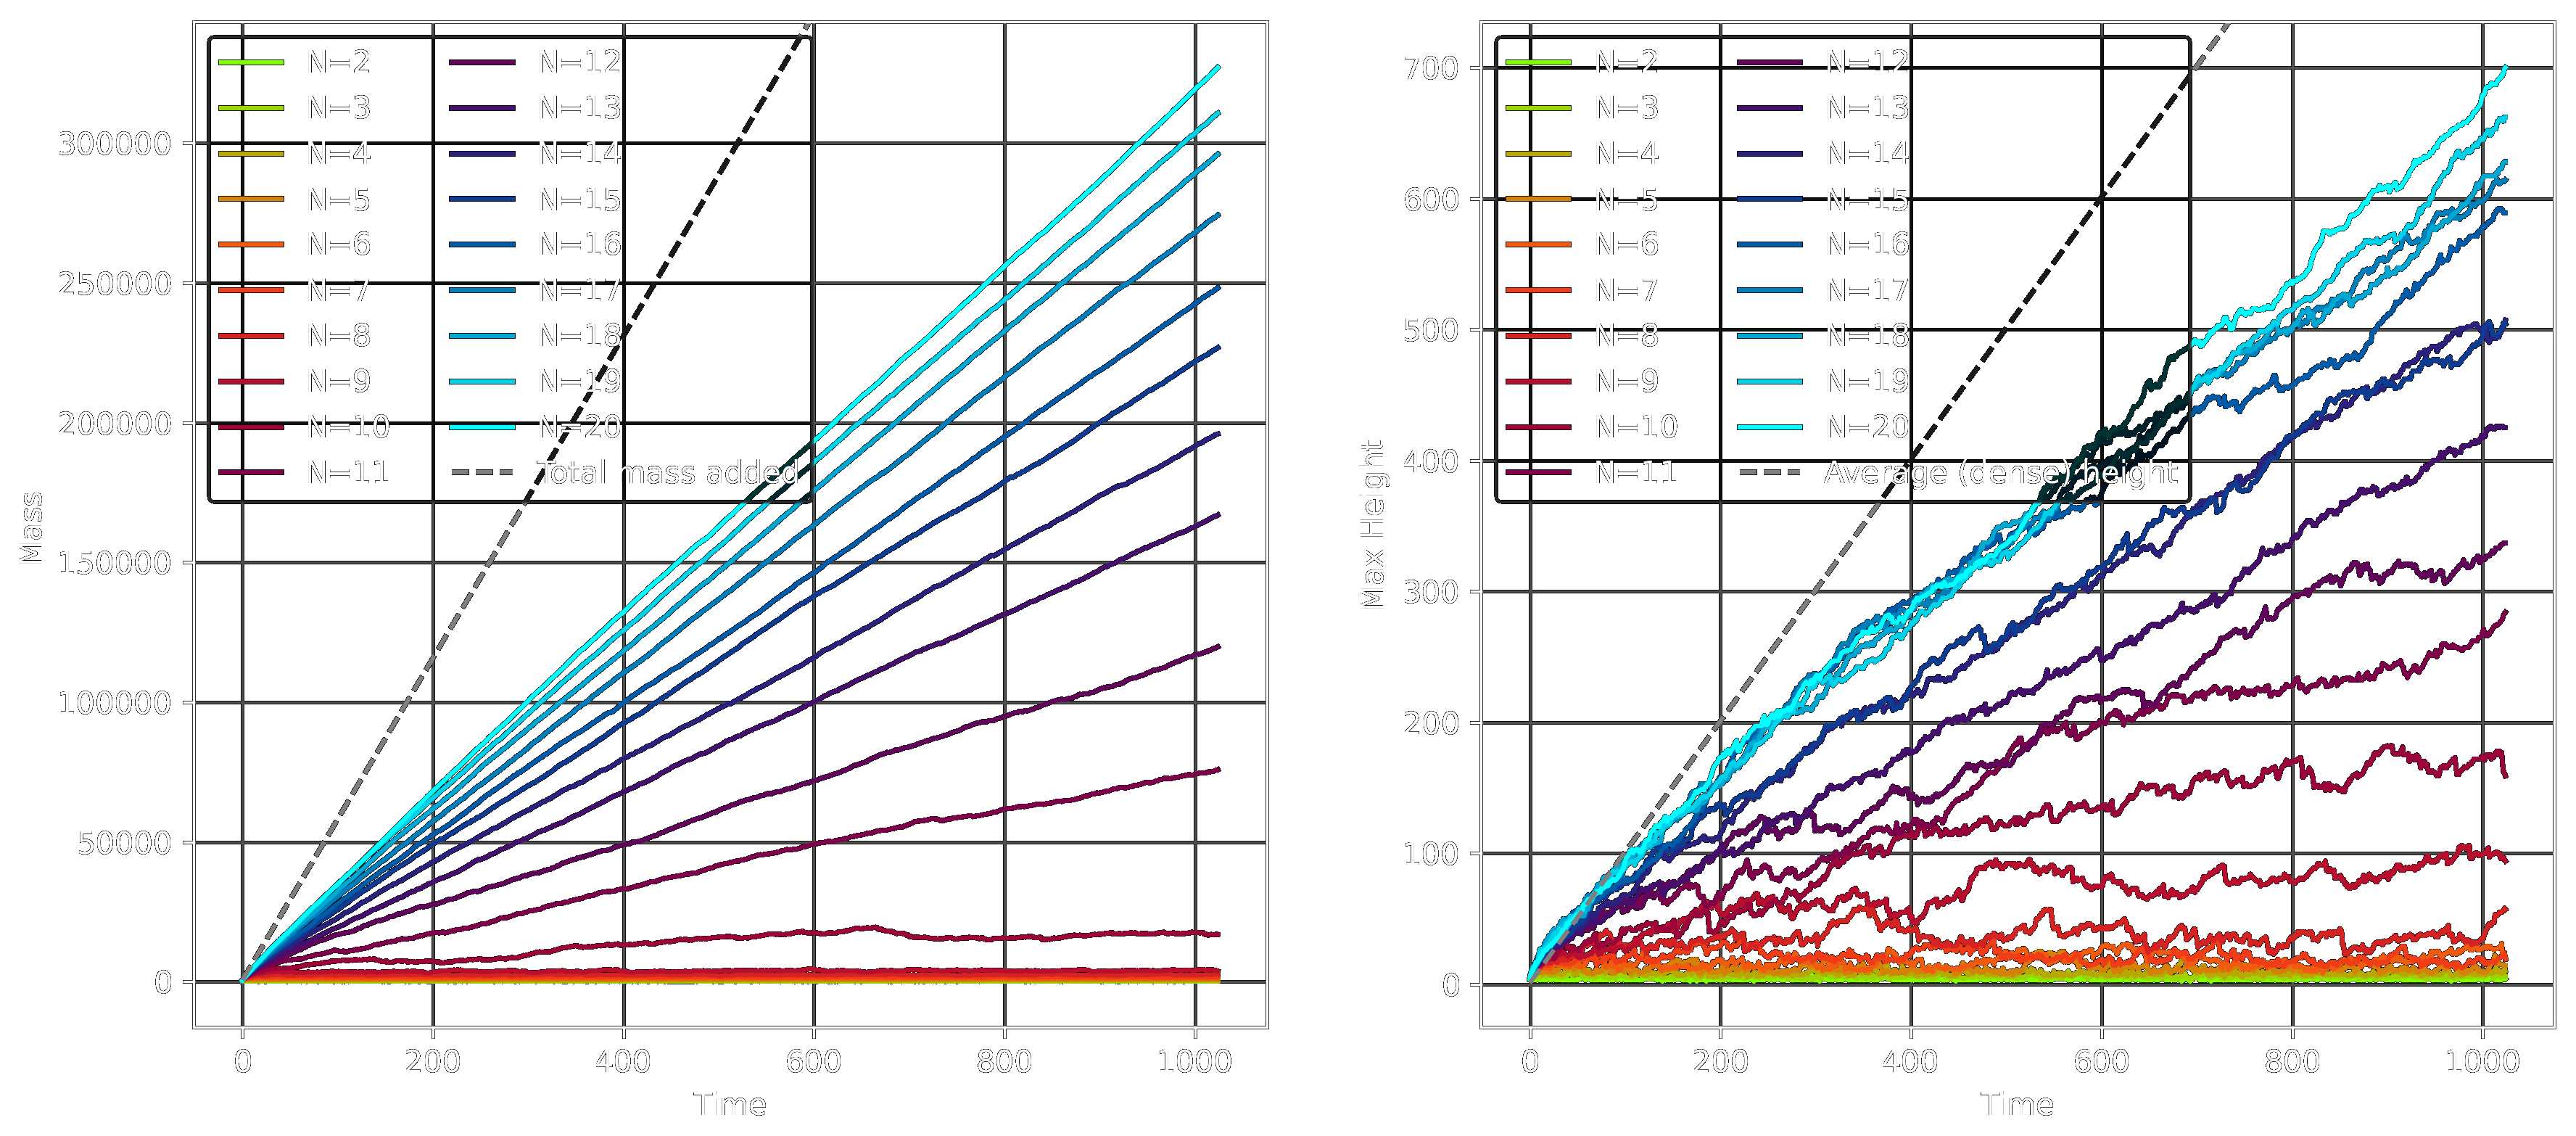 Mass
300000
250000
200000
150000
100000
50000
0
0 200 400 600 800 1000
Time
N=2
N=3
N=4
N=5
N=6
N=7
N=8
N=9
N=10
N=11
N=12
N=13
N=14
N=15
N=16
N=17
N=18
N=19
N=20
Total mass added
Max Height
700
600
500
400
300
200
100
0
0 200 400 600 800 1000
Time
N=2
N=3
N=4
N=5
N=6
N=7
N=8
N=9
N=10
N=11
N=12
N=13
N=14
N=15
N=16
N=17
N=18
N=19
N=20
Average (dense) height